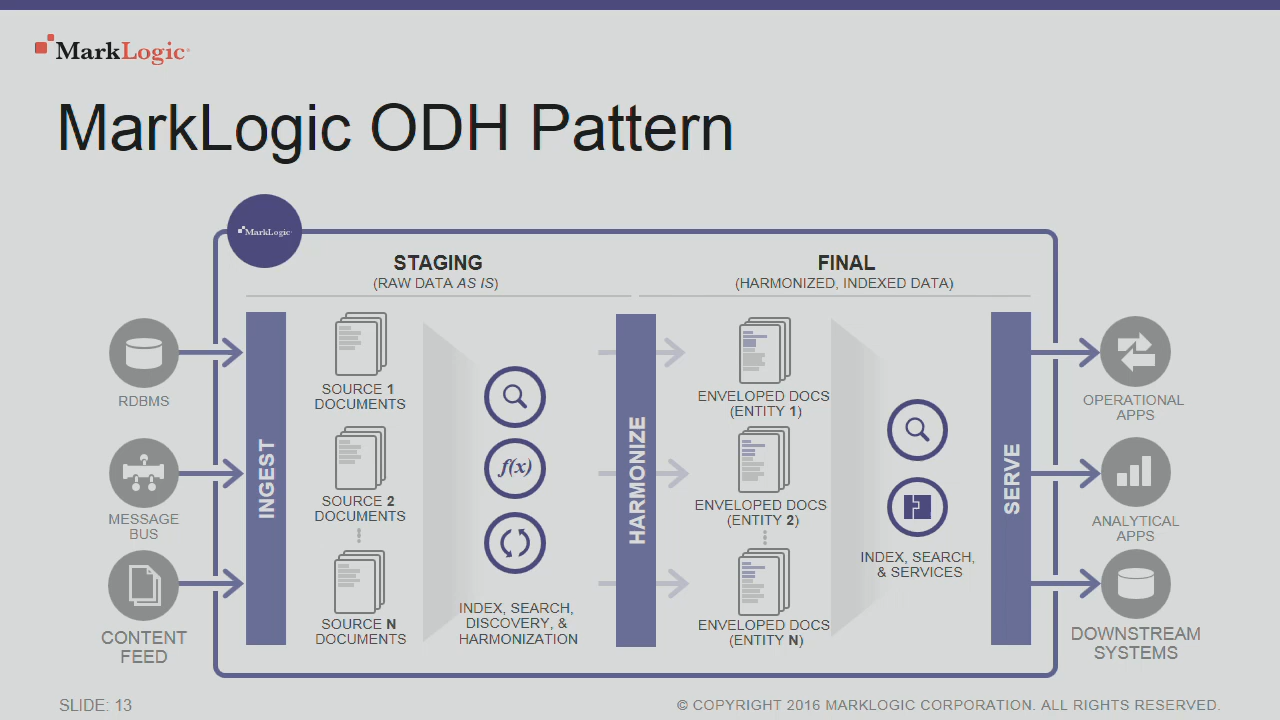 MarkLogic
MarkLogic ODH Pattern
MarkLogic
STAGING
(RAW DATA AS IS)
FINAL
(HARMONIZED, INDEXED DATA)
RDBMS
MESSAGE
BUS
CONTENT
FEED
INGEST
SOURCE 1
DOCUMENTS
SOURCE 2
DOCUMENTS
SOURCE N
DOCUMENTS
f(x)
INDEX, SEARCH,
DISCOVERY, &
HARMONIZATION
HARMONIZE
ENVELOPED DOCS
(ENTITY 1)
ENVELOPED DOCS
(ENTITY 2)
ENVELOPED DOCS
(ENTITY N)
INDEX, SEARCH,
& SERVICES
SERVE
OPERATIONAL
APPS
ANALYTICAL
APPS
DOWNSTREAM
SYSTEMS
SLIDE: 13
© COPYRIGHT 2016 MARKLOGIC CORPORATION. ALL RIGHTS RESERVED.